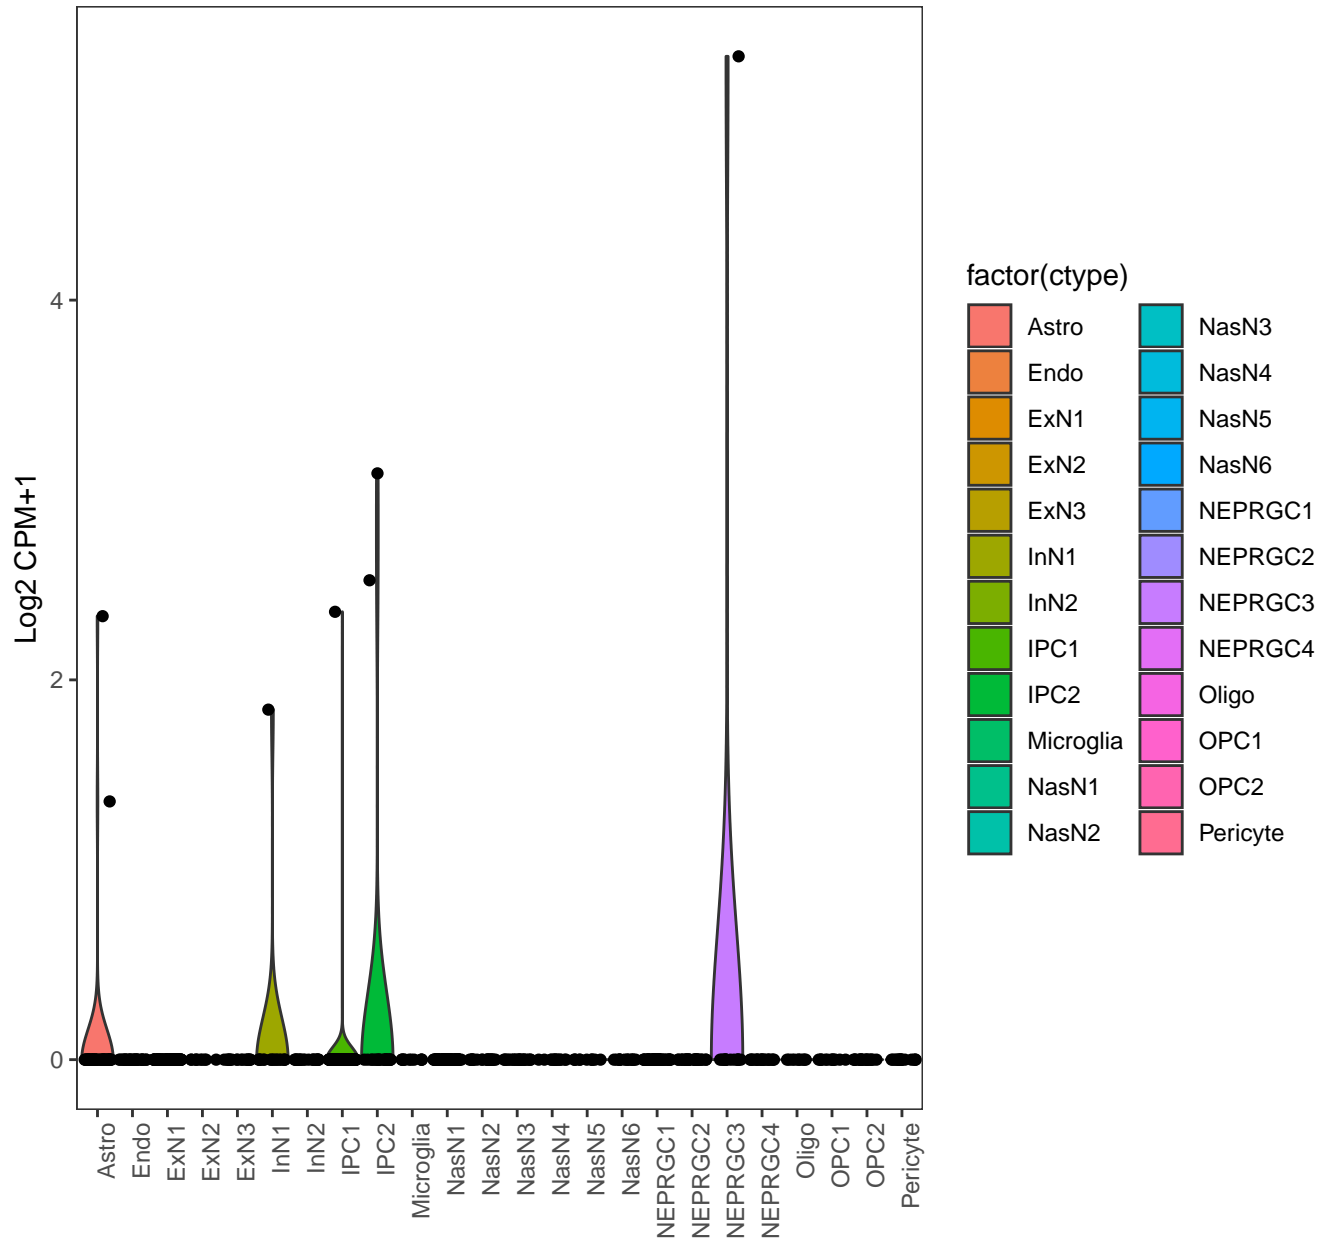 Log2 CPM+1
4
2
0
Astro
Endo
ExN1
ExN2
ExN3
InN1
InN2
IPC1
IPC2
Microglia
NasN1
NasN2
NasN3
NasN4
NasN5
NasN6
NEPRGC1
NEPRGC2
NEPRGC3
NEPRGC4
Oligo
OPC1
OPC2
Pericyte
factor(ctype)
Astro
Endo
ExN1
ExN2
ExN3
InN1
InN2
IPC1
IPC2
Microglia
NasN1
NasN2
NasN3
NasN4
NasN5
NasN6
NEPRGC1
NEPRGC2
NEPRGC3
NEPRGC4
Oligo
OPC1
OPC2
Pericyte